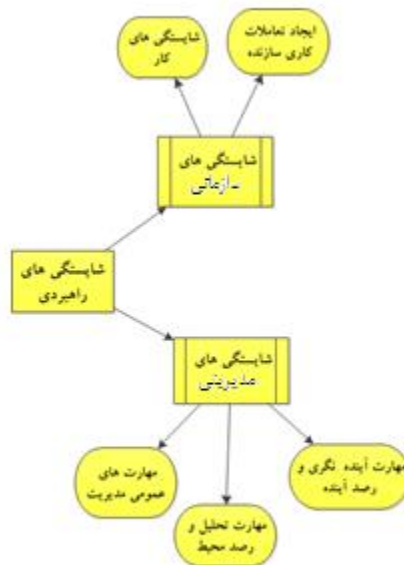 شایستگی های
کار
ایجاد تعاملات
کاری سازنده
شایستگی های
سازمانی
شایستگی های
راهبردی
شایستگی های
مدیریتی
مهارت های
عمومی مدیریت
مهارت تحلیل و
رصد محیط
مهارت آینده نگری و
رصد آینده